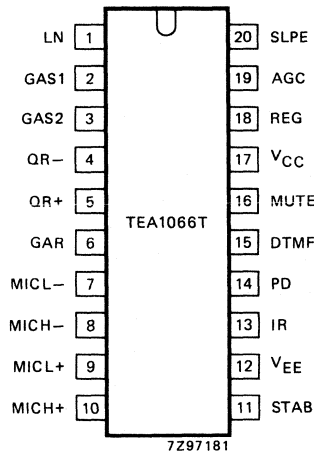 LN 1 20 SLPE
GAS1 2 19 AGC
GAS2 3 18 REG
QR− 4 17 VCC
QR+ 5 16 MUTE
TEA1066T
GAR 6 15 DTMF
MICL− 7 14 PD
MICH− 8 13 IR
MICL+ 9 12 VEE
MICH+ 10 11 STAB
7Z97181